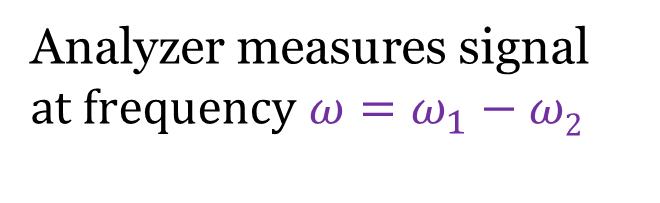 Analyzer measures signal
at frequency 𝜔 = 𝜔₁ − 𝜔₂